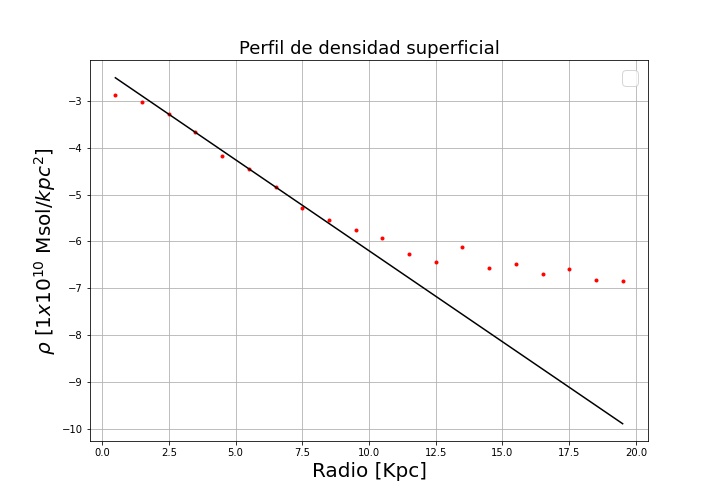 Perfil de densidad superficial
ρ [1x10¹⁰ Msol/kpc²]
−3
−4
−5
−6
−7
−8
−9
−10
0.0 2.5 5.0 7.5 10.0 12.5 15.0 17.5 20.0
Radio [Kpc]